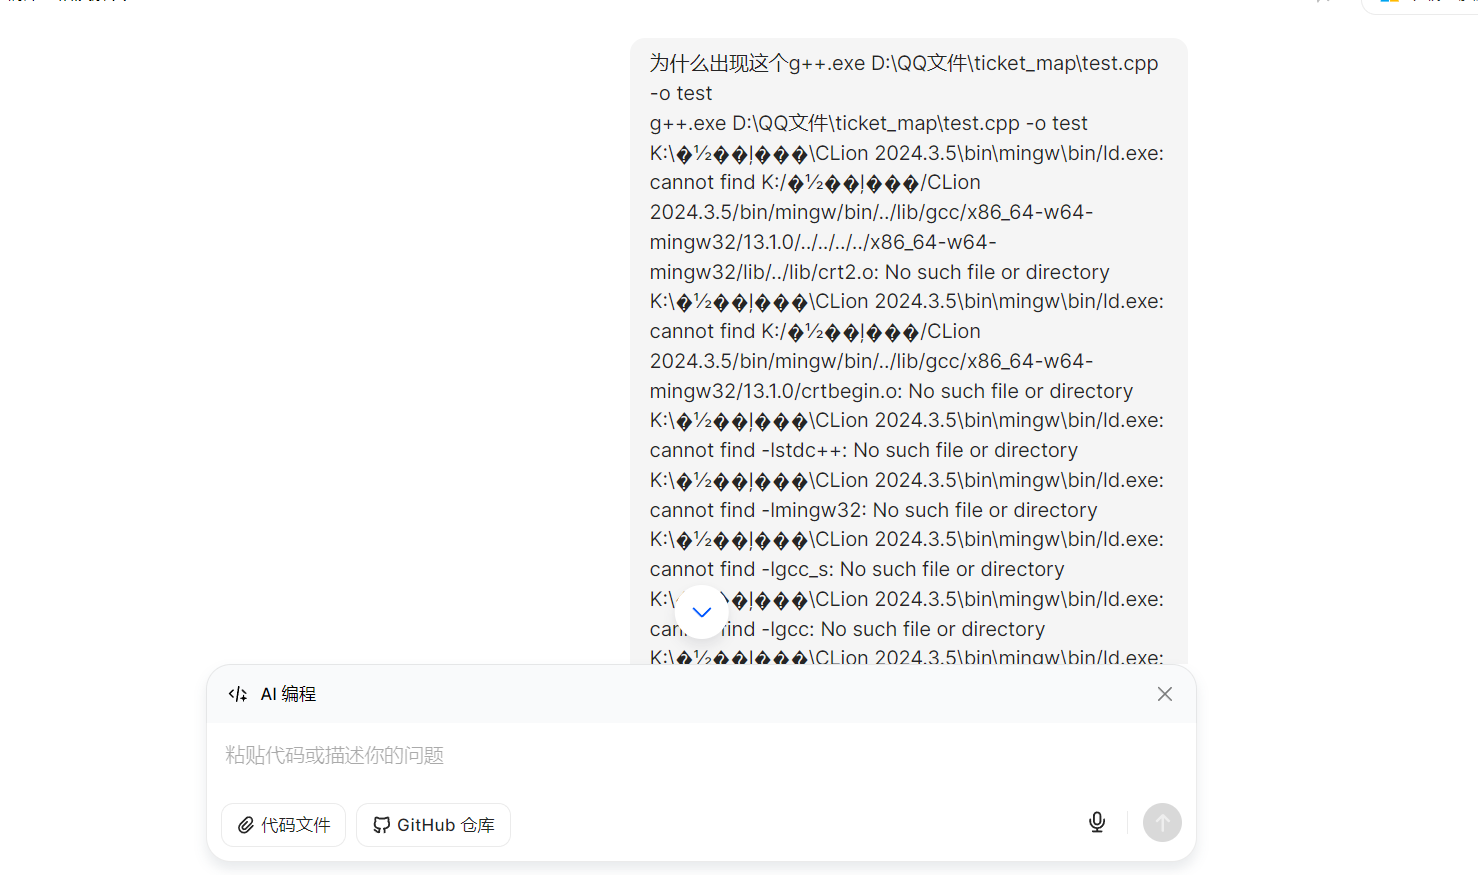 为什么出现这个g++.exe D:\QQ文件\ticket_map\test.cpp
-o test
g++.exe D:\QQ文件\ticket_map\test.cpp -o test
K:\�½��ļ���\CLion 2024.3.5\bin\mingw\bin/ld.exe:
cannot find K:/�½��ļ���/CLion
2024.3.5/bin/mingw/bin/../lib/gcc/x86_64-w64-
mingw32/13.1.0/../../../../x86_64-w64-
mingw32/lib/../lib/crt2.o: No such file or directory
K:\�½��ļ���\CLion 2024.3.5\bin\mingw\bin/ld.exe:
cannot find K:/�½��ļ���/CLion
2024.3.5/bin/mingw/bin/../lib/gcc/x86_64-w64-
mingw32/13.1.0/crtbegin.o: No such file or directory
K:\�½��ļ���\CLion 2024.3.5\bin\mingw\bin/ld.exe:
cannot find -lstdc++: No such file or directory
K:\�½��ļ���\CLion 2024.3.5\bin\mingw\bin/ld.exe:
cannot find -lmingw32: No such file or directory
K:\�½��ļ���\CLion 2024.3.5\bin\mingw\bin/ld.exe:
cannot find -lgcc_s: No such file or directory
K:\ �ļ���\CLion 2024.3.5\bin\mingw\bin/ld.exe:
-lgcc: No such file or directory
K:\�½��ļ���\CLion 2024.3.5\bin\mingw\bin/ld.exe:
AI 编程
粘贴代码或描述你的问题
代码文件
GitHub 仓库